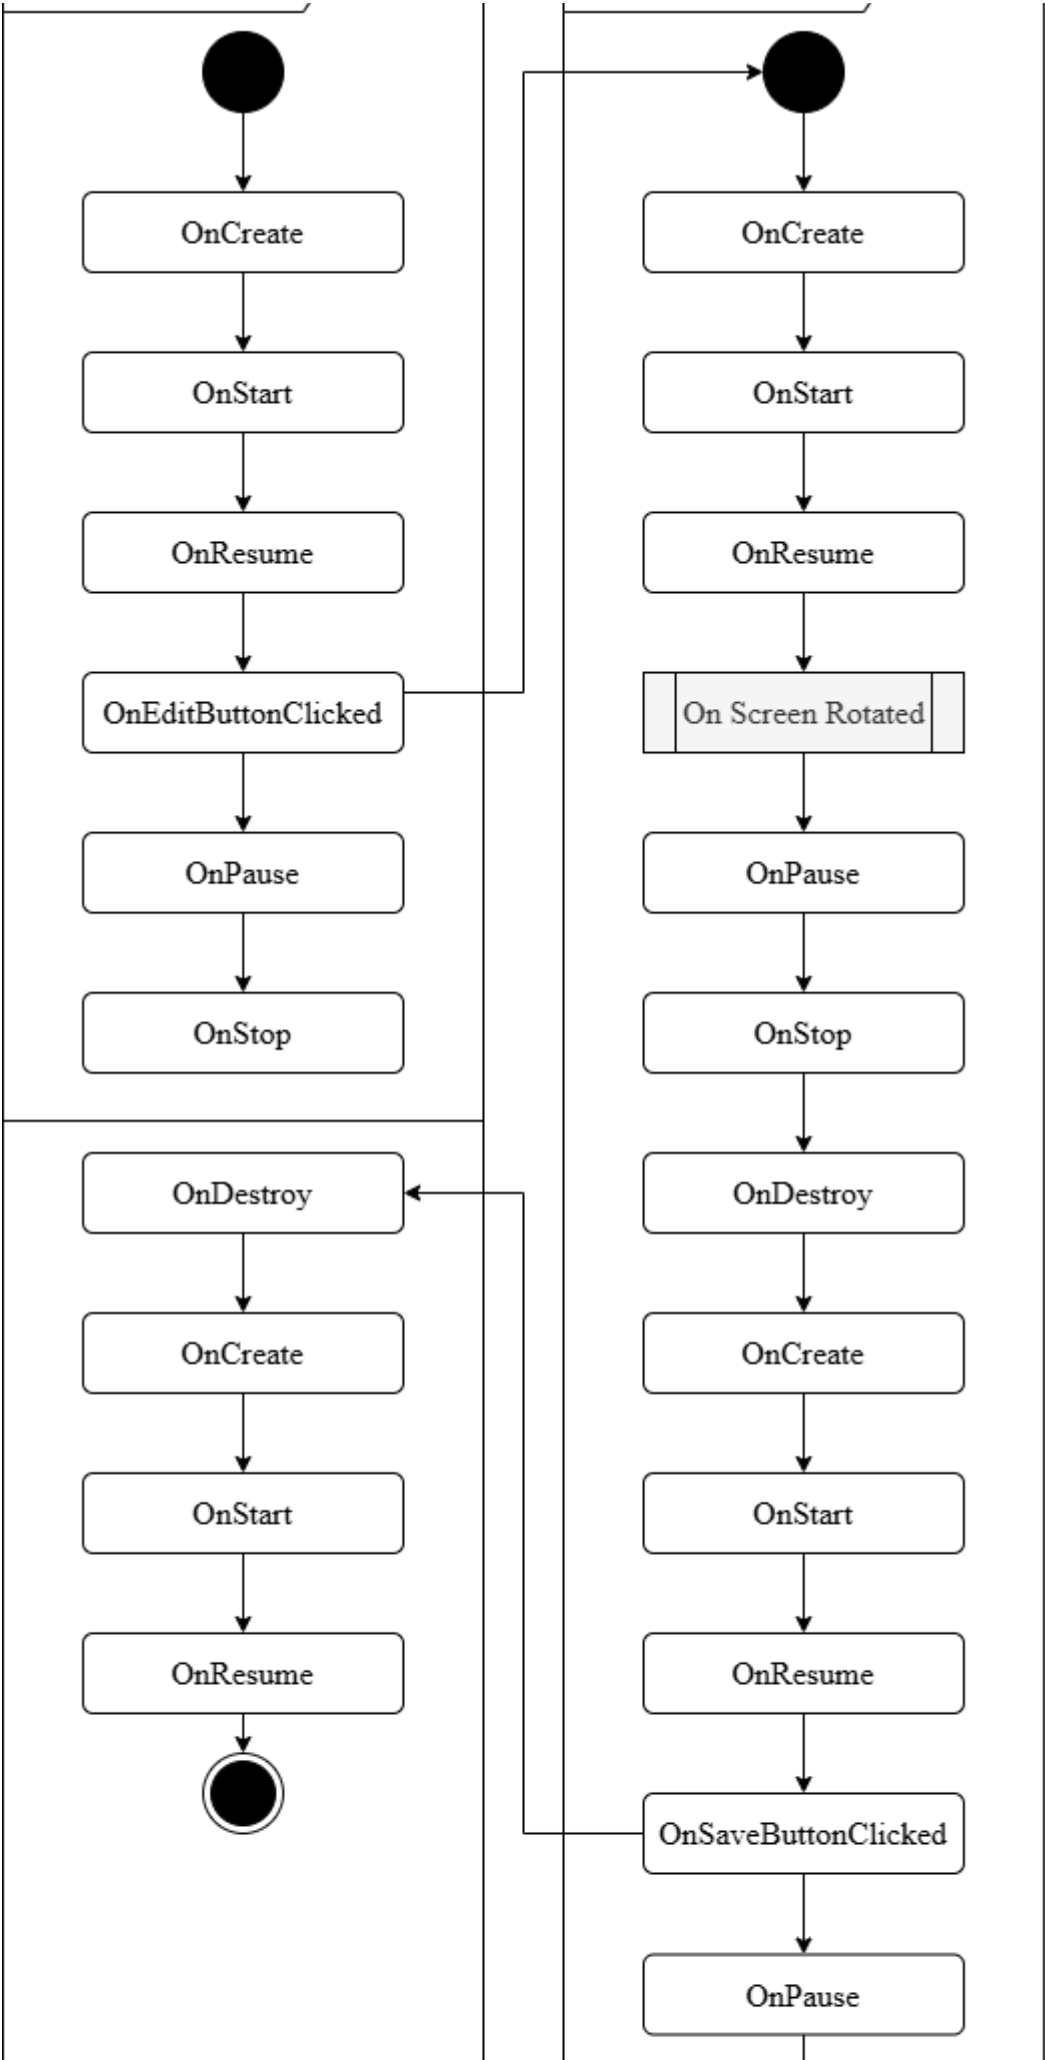 OnCreate
OnStart
OnResume
OnEditButtonClicked
OnPause
OnStop
OnDestroy
OnCreate
OnStart
OnResume
OnCreate
OnStart
OnResume
On Screen Rotated
OnPause
OnStop
OnDestroy
OnCreate
OnStart
OnResume
OnSaveButtonClicked
OnPause